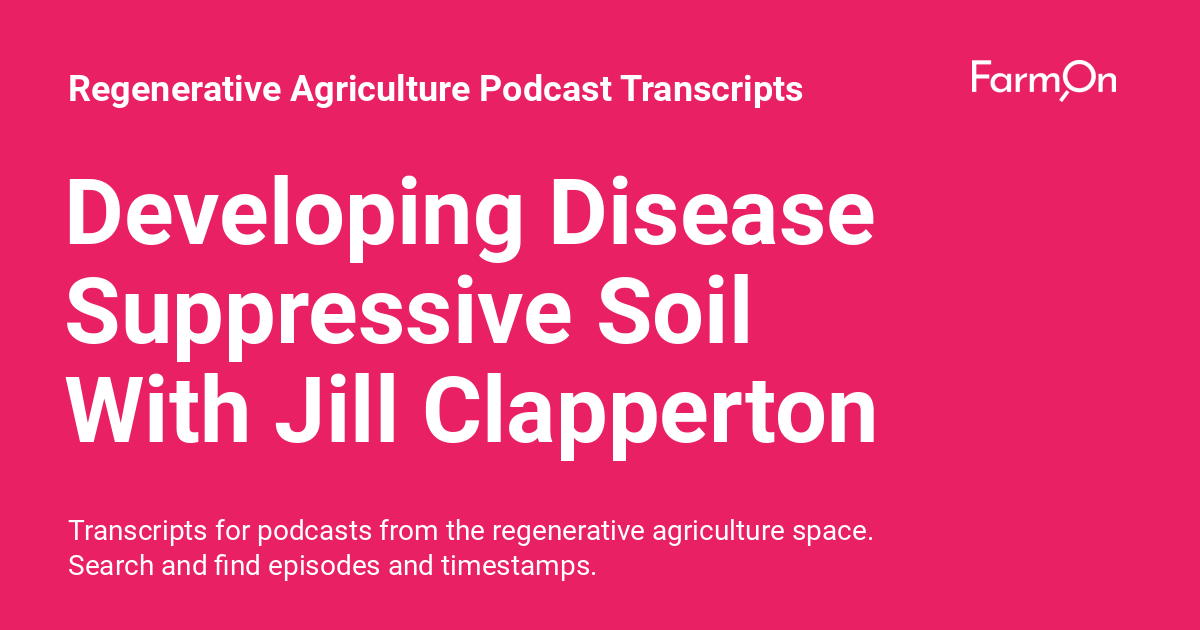 Regenerative Agriculture Podcast Transcripts
FarmOn
Developing Disease
Suppressive Soil
With Jill Clapperton
Transcripts for podcasts from the regenerative agriculture space.
Search and find episodes and timestamps.